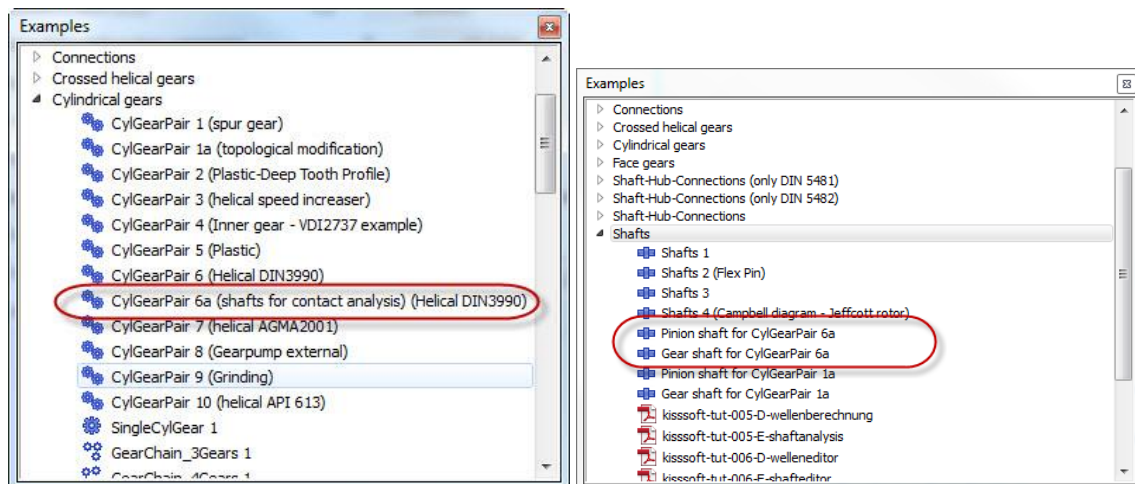 Examples
Connections
Crossed helical gears
Cylindrical gears
CylGearPair 1 (spur gear)
CylGearPair 1a (topological modification)
CylGearPair 2 (Plastic-Deep Tooth Profile)
CylGearPair 3 (helical speed increaser)
CylGearPair 4 (Inner gear - VDI2737 example)
CylGearPair 5 (Plastic)
CylGearPair 6 (Helical DIN3990)
CylGearPair 6a (shafts for contact analysis) (Helical DIN3990)
CylGearPair 7 (helical AGMA2001)
CylGearPair 8 (Gearpump external)
CylGearPair 9 (Grinding)
CylGearPair 10 (helical API 613)
SingleCylGear 1
GearChain_3Gears 1
GearChain_4Gears 1
Examples
Connections
Crossed helical gears
Cylindrical gears
Face gears
Shaft-Hub-Connections (only DIN 5481)
Shaft-Hub-Connections (only DIN 5482)
Shaft-Hub-Connections
Shafts
Shafts 1
Shafts 2 (Flex Pin)
Shafts 3
Shafts 4 (Campbell diagram - Jeffcott rotor)
Pinion shaft for CylGearPair 6a
Gear shaft for CylGearPair 6a
Pinion shaft for CylGearPair 1a
Gear shaft for CylGearPair 1a
kisssoft-tut-005-D-wellenberechnung
kisssoft-tut-005-E-shaftanalysis
kisssoft-tut-006-D-welleneditor
kisssoft-tut-006-E-shafteditor